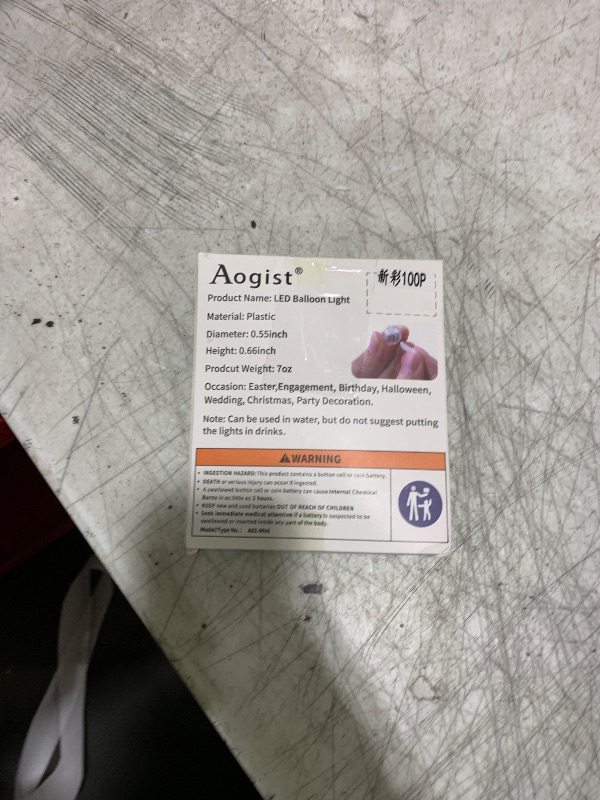 Aogist®
新彩100P
Product Name: LED Balloon Light
Material: Plastic
Diameter: 0.55inch
Height: 0.66inch
Prodcut Weight: 7oz
Occasion: Easter,Engagement, Birthday, Halloween,
Wedding, Christmas, Party Decoration.
Note: Can be used in water, but do not suggest putting
the lights in drinks.
WARNING
• INGESTION HAZARD: This product contains a button cell or coin battery.
• DEATH or serious injury can occur if ingested.
• A swallowed button cell or coin battery can cause Internal Chemical
Burns in as little as 2 hours.
• KEEP new and used batteries OUT OF REACH OF CHILDREN
• Seek immediate medical attention if a battery is suspected to be
swallowed or inserted inside any part of the body.
Model/Type No.: